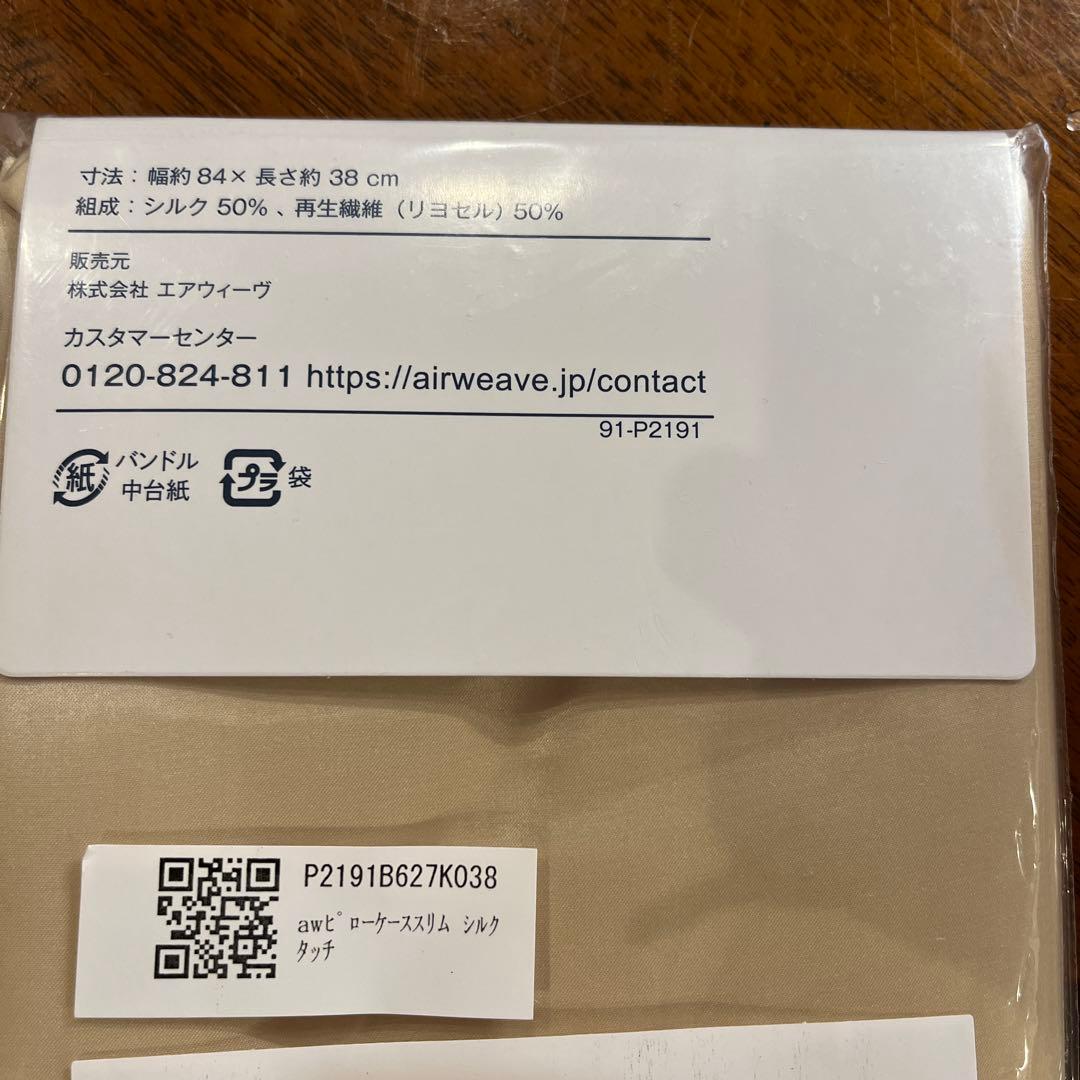 寸法：幅約 84× 長さ約 38 cm
組成：シルク 50% 、再生繊維（リヨセル）50%
販売元
株式会社 エアウィーヴ
カスタマーセンター
0120-824-811 https://airweave.jp/contact
91-P2191
紙 バンドル
中台紙
プラ 袋
P2191B627K038
awﾋﾟﾛｰｹｰｽｽﾘﾑ ｼﾙｸ
ﾀｯﾁ